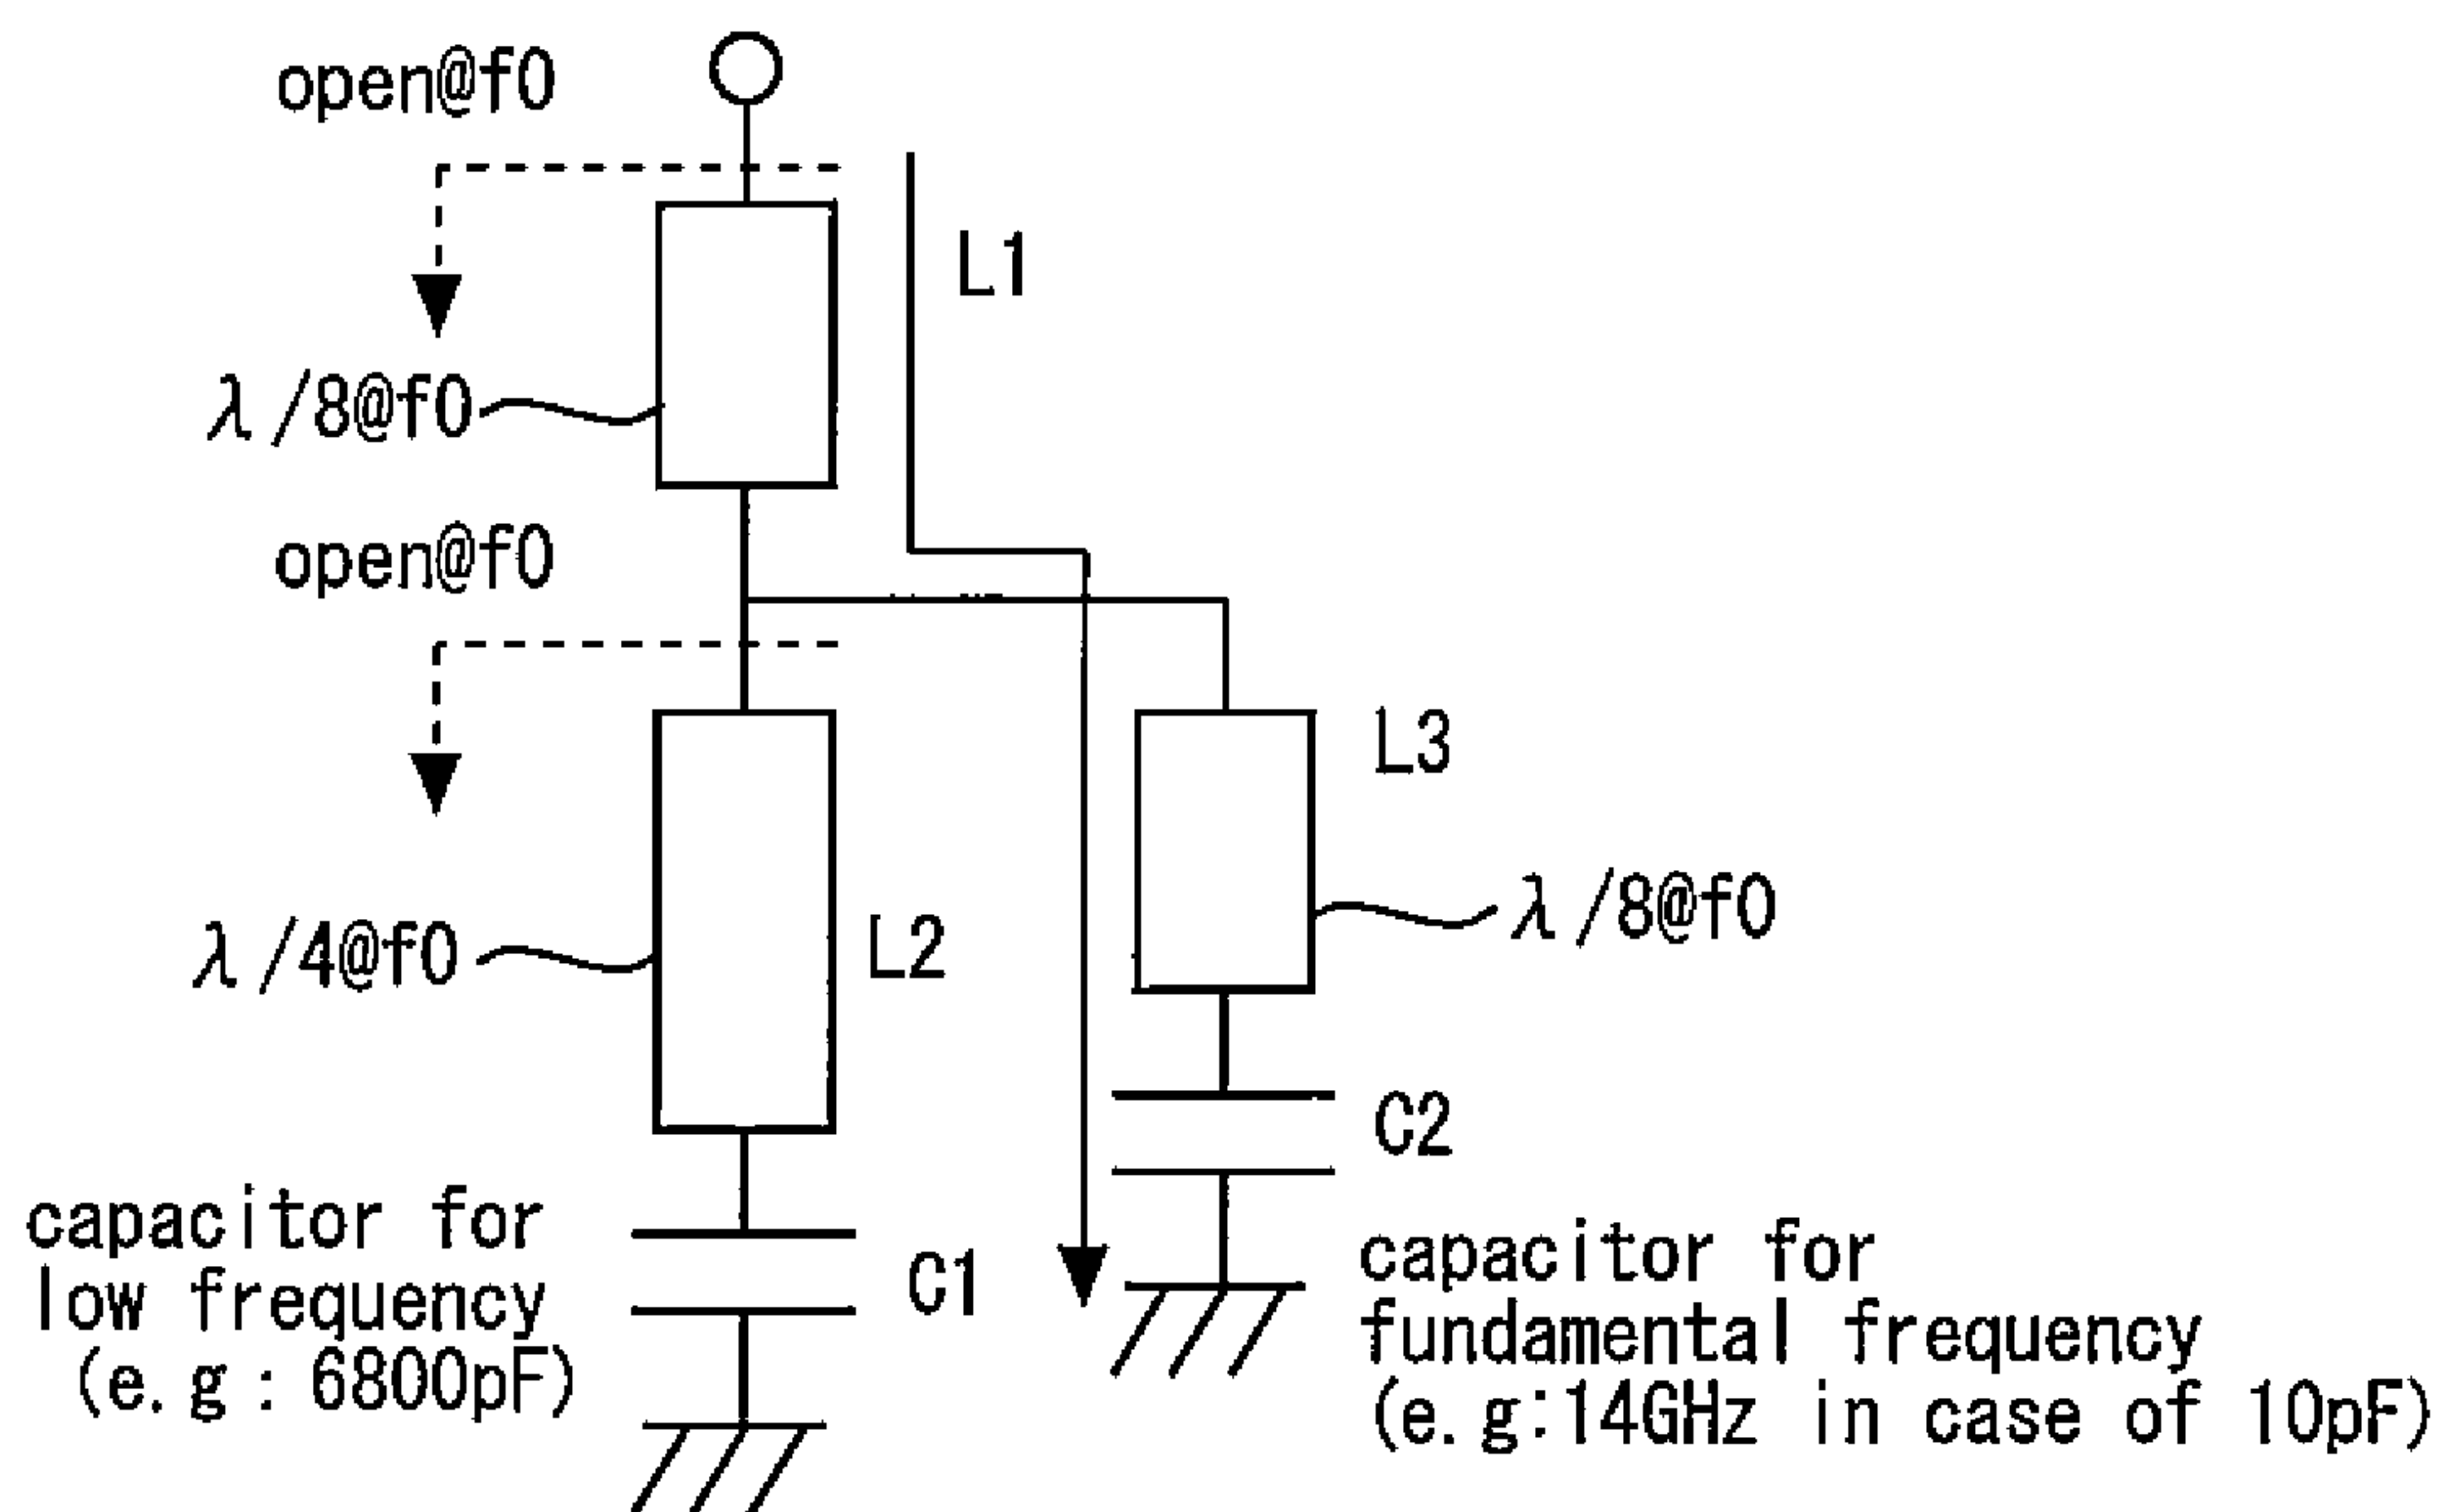 open@f0
L1
λ/8@f0
open@f0
L3
λ/8@f0
L2
λ/4@f0
C2
capacitor for
low frequency
(e.g:6800pF)
C1
capacitor for
fundamental frequency
(e.g:14GHz in case of 10pF)